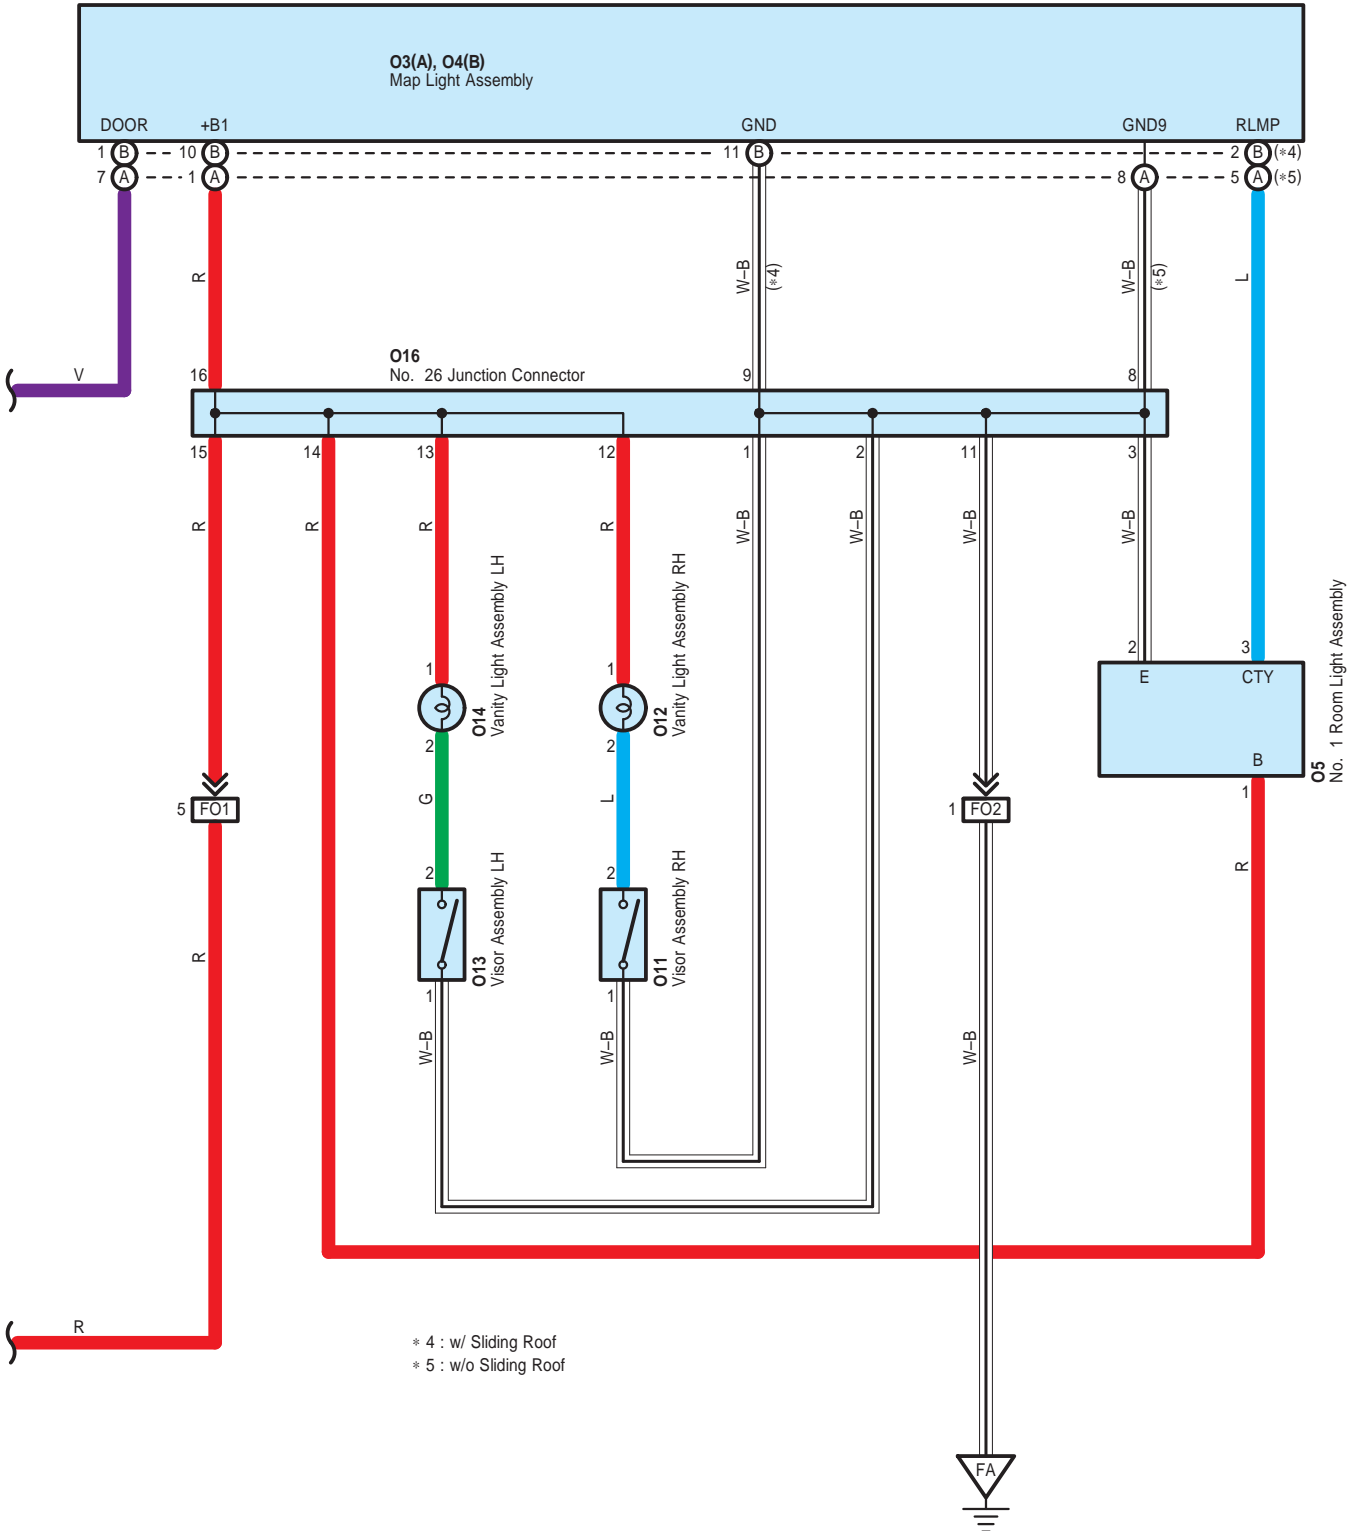 O3(A), O4(B)
Map Light Assembly
DOOR +B1 GND GND9 RLMP
1 B 10 B 11 B 2 B (*4)
7 A 1 A 8 A 5 A (*5)
R W–B (*4) W–B (*5) L
O16
No. 26 Junction Connector
V 16 9 8
15 14 13 12 1 2 11 3
R R R R W–B W–B W–B W–B
O14
Vanity Light Assembly LH
O12
Vanity Light Assembly RH
1 1 2 3
E CTY
B
O5
No. 1 Room Light Assembly
2 2 1
5 FO1 G L 1 FO2
R
2 2
O13
Visor Assembly LH
O11
Visor Assembly RH
R 1 1
W–B W–B W–B
R
* 4 : w/ Sliding Roof
* 5 : w/o Sliding Roof
FA